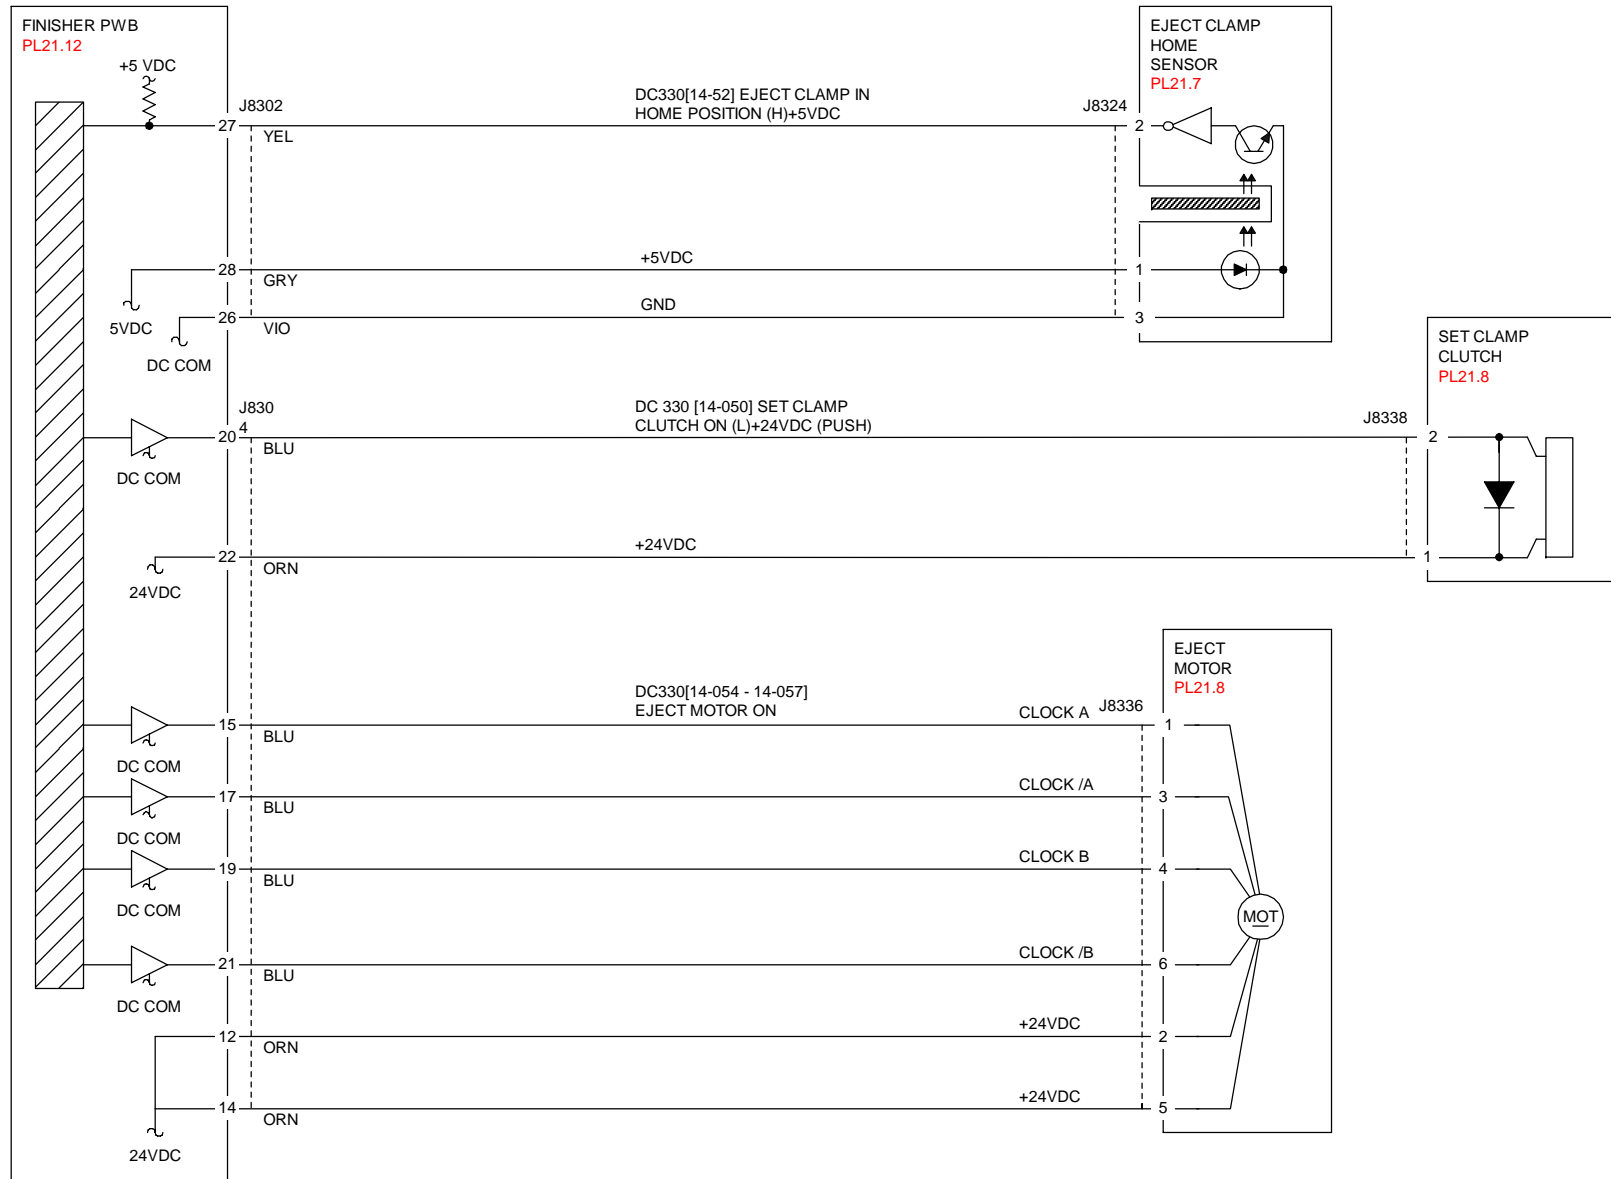 FINISHER PWB
PL21.12
+5 VDC
J8302
27
YEL
DC330[14-52] EJECT CLAMP IN
HOME POSITION (H)+5VDC
J8324
2
EJECT CLAMP
HOME
SENSOR
PL21.7
28
GRY
+5VDC
1
5VDC
26
VIO
GND
3
DC COM
J830
4
20
BLU
DC COM
DC 330 [14-050] SET CLAMP
CLUTCH ON (L)+24VDC (PUSH)
J8338
2
SET CLAMP
CLUTCH
PL21.8
22
ORN
+24VDC
1
24VDC
EJECT
MOTOR
PL21.8
DC330[14-054 - 14-057]
EJECT MOTOR ON
15
BLU
CLOCK A
J8336
1
DC COM
17
BLU
CLOCK /A
3
DC COM
19
BLU
CLOCK B
4
DC COM
MOT
21
BLU
CLOCK /B
6
DC COM
12
ORN
+24VDC
2
14
ORN
+24VDC
5
24VDC